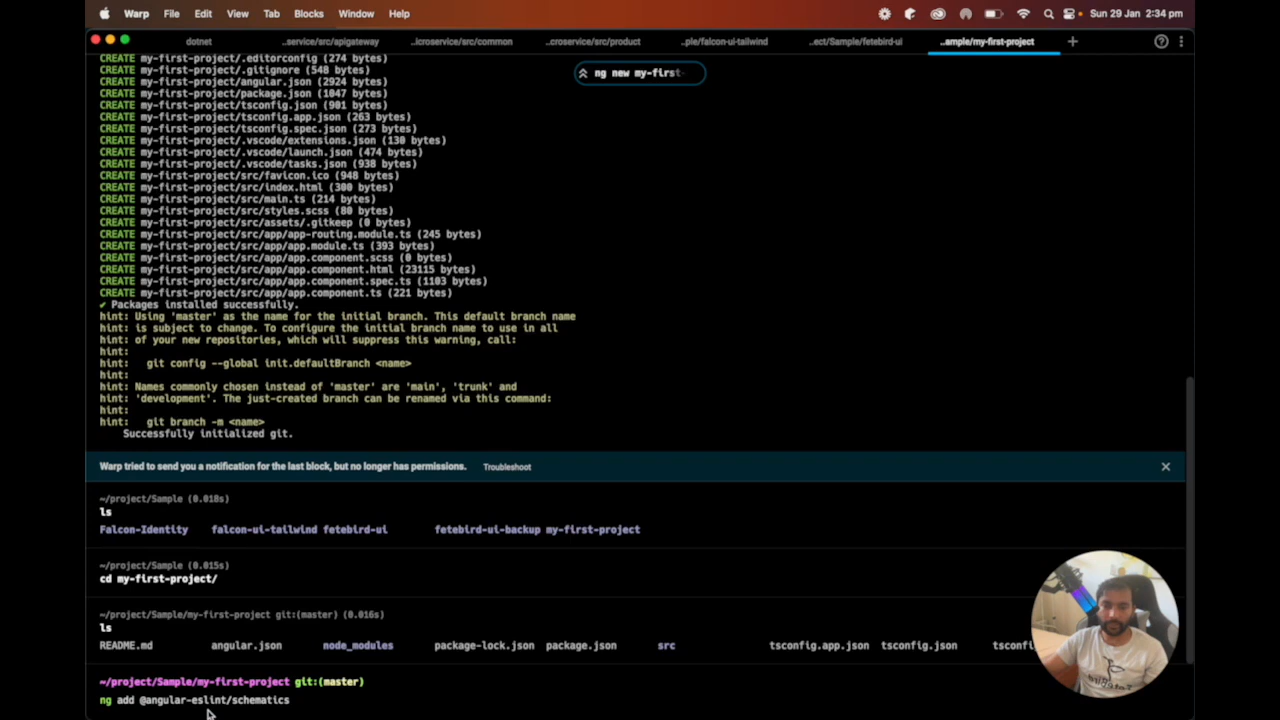 Warp File Edit View Tab Blocks Window Help Sun 29 Jan 2:34 pm
dotnet ..service/src/apigateway ..icroservice/src/common ..croservice/src/product ..ple/falcon-ui-tailwind ..ect/Sample/fetebird-ui ..ample/my-first-project
ng new my-first-
CREATE my-first-project/.editorconfig (274 bytes)
CREATE my-first-project/.gitignore (548 bytes)
CREATE my-first-project/angular.json (2924 bytes)
CREATE my-first-project/package.json (1047 bytes)
CREATE my-first-project/tsconfig.json (901 bytes)
CREATE my-first-project/tsconfig.app.json (263 bytes)
CREATE my-first-project/tsconfig.spec.json (273 bytes)
CREATE my-first-project/.vscode/extensions.json (130 bytes)
CREATE my-first-project/.vscode/launch.json (474 bytes)
CREATE my-first-project/.vscode/tasks.json (938 bytes)
CREATE my-first-project/src/favicon.ico (948 bytes)
CREATE my-first-project/src/index.html (300 bytes)
CREATE my-first-project/src/main.ts (214 bytes)
CREATE my-first-project/src/styles.scss (80 bytes)
CREATE my-first-project/src/assets/.gitkeep (0 bytes)
CREATE my-first-project/src/app/app-routing.module.ts (245 bytes)
CREATE my-first-project/src/app/app.module.ts (393 bytes)
CREATE my-first-project/src/app/app.component.scss (0 bytes)
CREATE my-first-project/src/app/app.component.html (23115 bytes)
CREATE my-first-project/src/app/app.component.spec.ts (1103 bytes)
CREATE my-first-project/src/app/app.component.ts (221 bytes)
✔ Packages installed successfully.
hint: Using 'master' as the name for the initial branch. This default branch name
hint: is subject to change. To configure the initial branch name to use in all
hint: of your new repositories, which will suppress this warning, call:
hint:
hint: git config --global init.defaultBranch <name>
hint:
hint: Names commonly chosen instead of 'master' are 'main', 'trunk' and
hint: 'development'. The just-created branch can be renamed via this command:
hint:
hint: git branch -m <name>
Successfully initialized git.
Warp tried to send you a notification for the last block, but no longer has permissions. Troubleshoot
~/project/Sample (0.018s)
ls
Falcon-Identity falcon-ui-tailwind fetebird-ui fetebird-ui-backup my-first-project
~/project/Sample (0.015s)
cd my-first-project/
~/project/Sample/my-first-project git:(master) (0.016s)
ls
README.md angular.json node_modules package-lock.json package.json src tsconfig.app.json tsconfig.json tsconfi
~/project/Sample/my-first-project git:(master)
ng add @angular-eslint/schematics